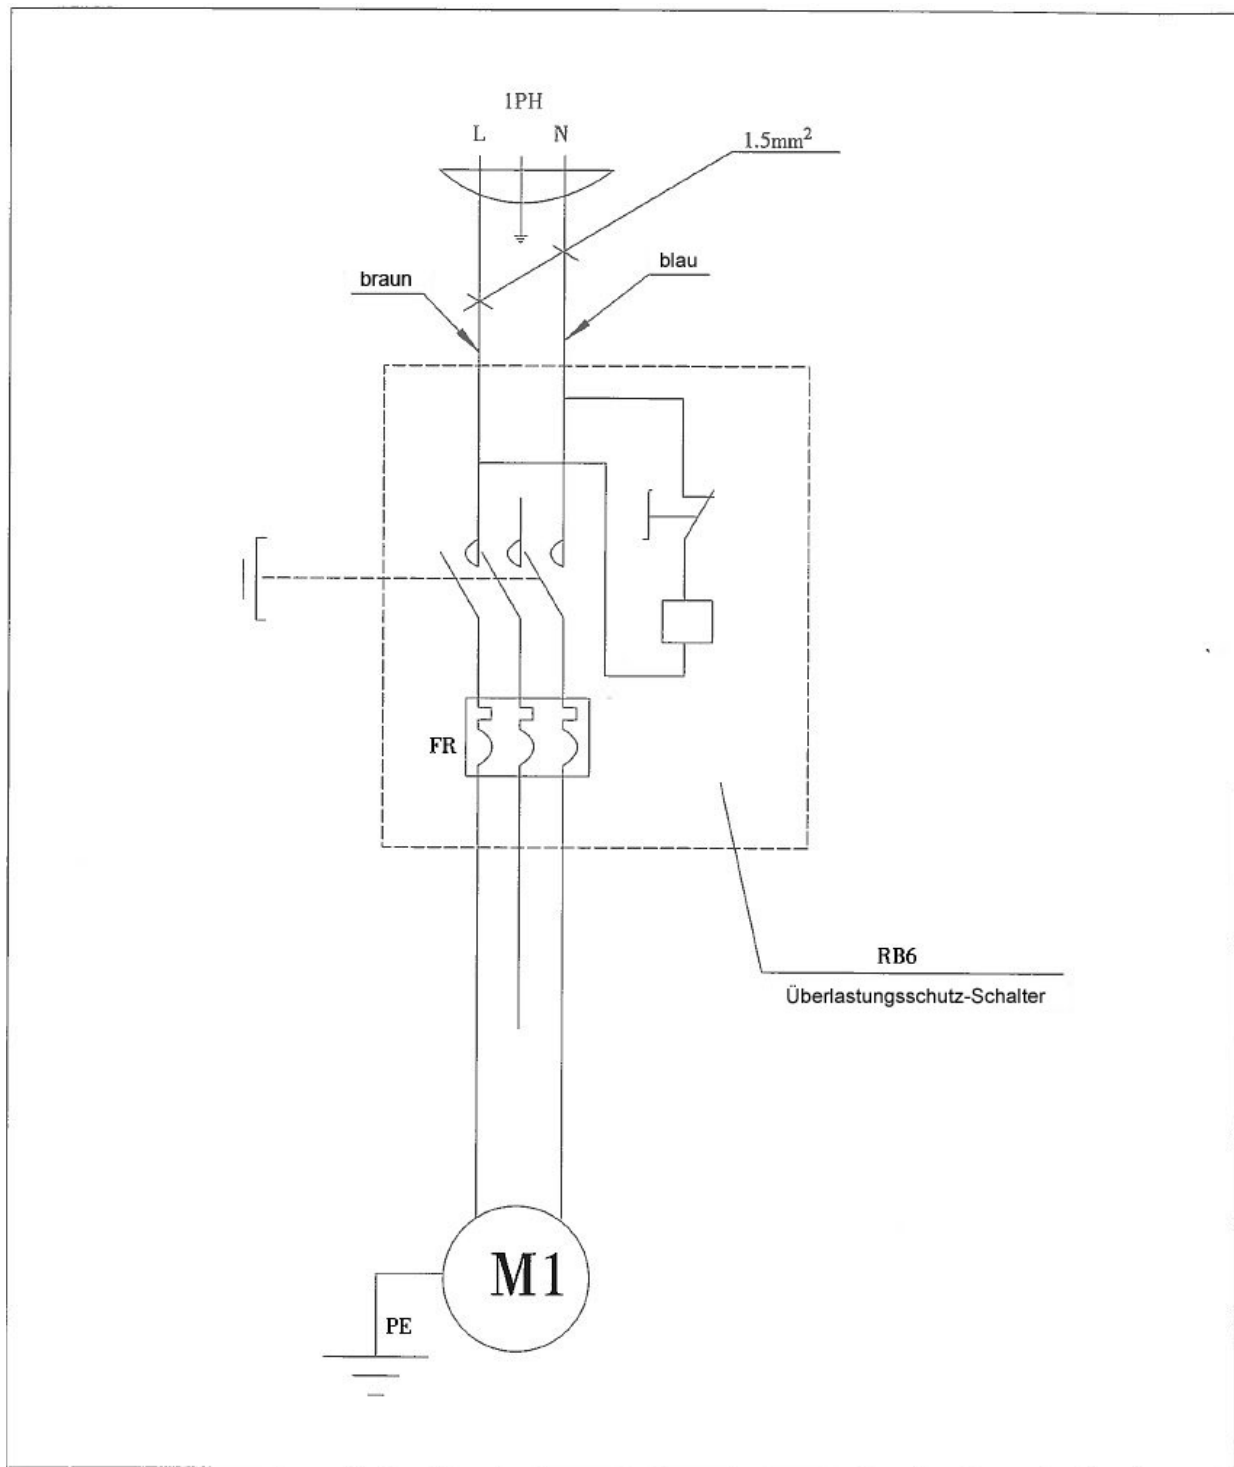 1PH
L N
1.5mm²
blau
braun
FR
RB6
Überlastungsschutz-Schalter
M1
PE